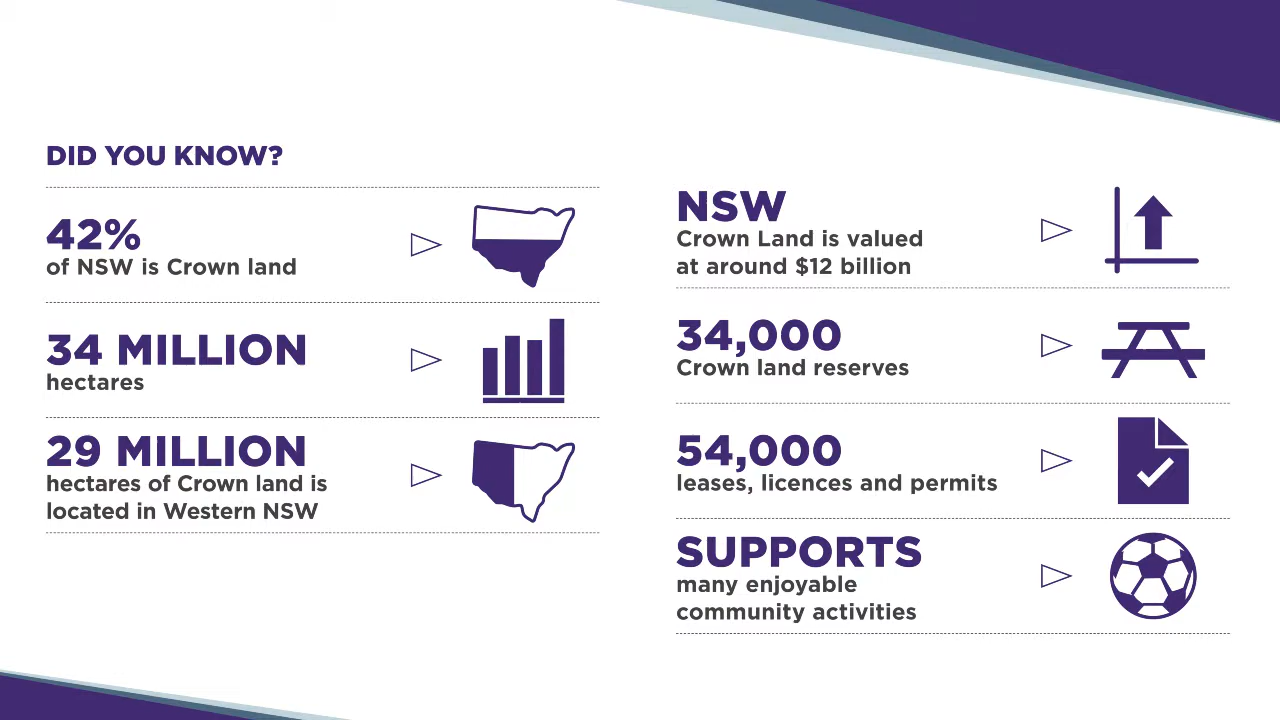 DID YOU KNOW?
42%
of NSW is Crown land
34 MILLION
hectares
29 MILLION
hectares of Crown land is
located in Western NSW
NSW
Crown Land is valued
at around $12 billion
34,000
Crown land reserves
54,000
leases, licences and permits
SUPPORTS
many enjoyable
community activities